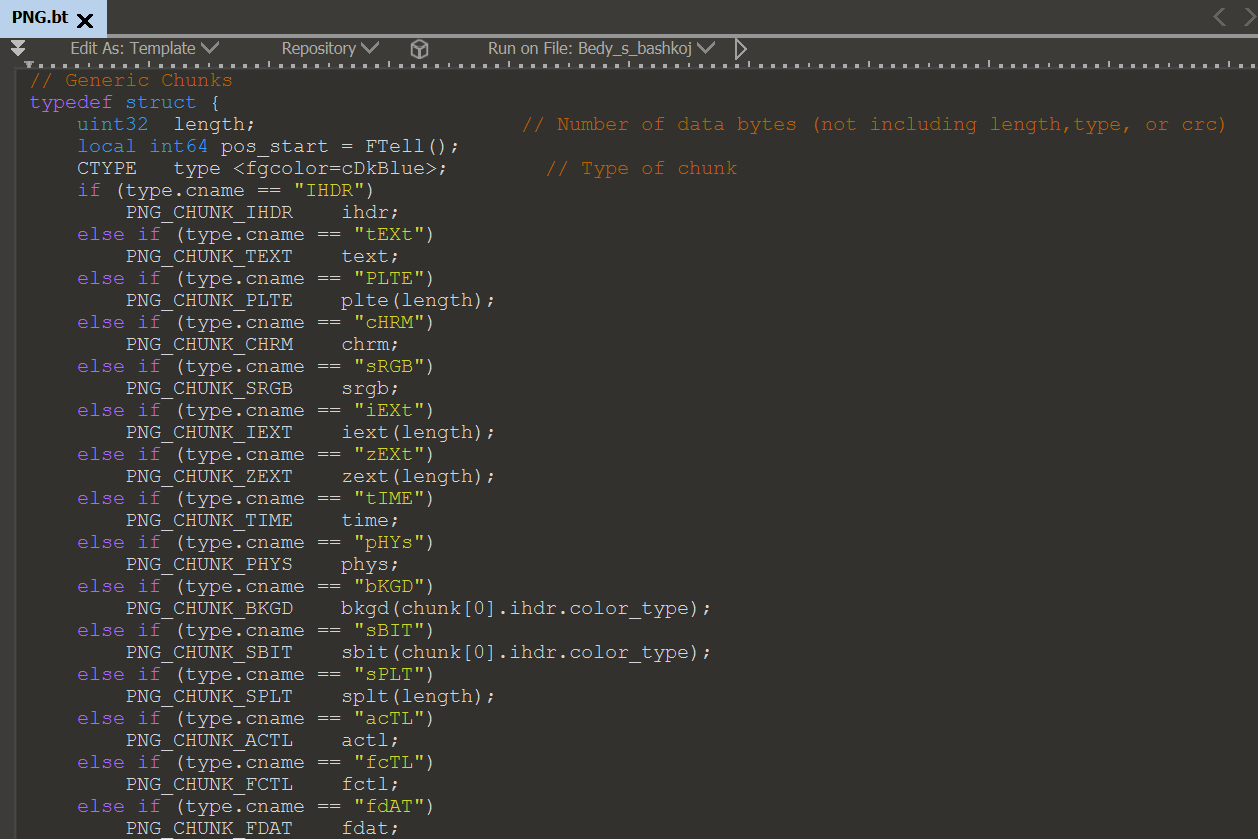 PNG.bt
Edit As: Template Repository Run on File: Bedy_s_bashkoj
// Generic Chunks
typedef struct {
    uint32  length;                      // Number of data bytes (not including length,type, or crc)
    local int64 pos_start = FTell();
    CTYPE   type <fgcolor=cDkBlue>;        // Type of chunk
    if (type.cname == "IHDR")
        PNG_CHUNK_IHDR    ihdr;
    else if (type.cname == "tEXt")
        PNG_CHUNK_TEXT    text;
    else if (type.cname == "PLTE")
        PNG_CHUNK_PLTE    plte(length);
    else if (type.cname == "cHRM")
        PNG_CHUNK_CHRM    chrm;
    else if (type.cname == "sRGB")
        PNG_CHUNK_SRGB    srgb;
    else if (type.cname == "iEXt")
        PNG_CHUNK_IEXT    iext(length);
    else if (type.cname == "zEXt")
        PNG_CHUNK_ZEXT    zext(length);
    else if (type.cname == "tIME")
        PNG_CHUNK_TIME    time;
    else if (type.cname == "pHYs")
        PNG_CHUNK_PHYS    phys;
    else if (type.cname == "bKGD")
        PNG_CHUNK_BKGD    bkgd(chunk[0].ihdr.color_type);
    else if (type.cname == "sBIT")
        PNG_CHUNK_SBIT    sbit(chunk[0].ihdr.color_type);
    else if (type.cname == "sPLT")
        PNG_CHUNK_SPLT    splt(length);
    else if (type.cname == "acTL")
        PNG_CHUNK_ACTL    actl;
    else if (type.cname == "fcTL")
        PNG_CHUNK_FCTL    fctl;
    else if (type.cname == "fdAT")
        PNG_CHUNK_FDAT    fdat;